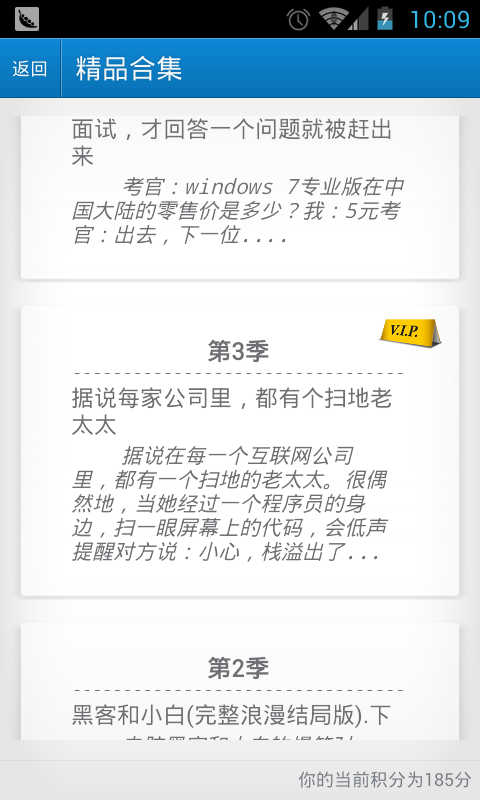 10:09
返回 精品合集
面试，才回答一个问题就被赶出
来
考官：windows 7专业版在中
国大陆的零售价是多少？我：5元考
官：出去，下一位....
V.I.P.
第3季
据说每家公司里，都有个扫地老
太太
据说在每一个互联网公司
里，都有一个扫地的老太太。很偶
然地，当她经过一个程序员的身
边，扫一眼屏幕上的代码，会低声
提醒对方说：小心，栈溢出了...
第2季
黑客和小白(完整浪漫结局版).下
你的当前积分为185分